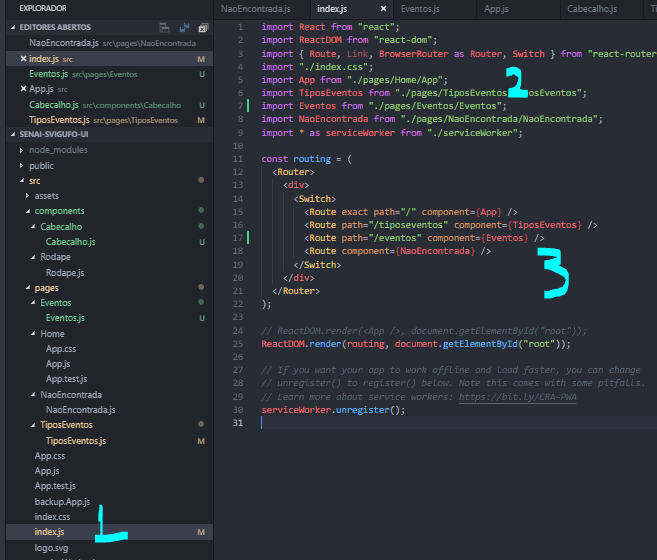 EXPLORADOR
EDITORES ABERTOS
NaoEncontrada.js src\pages\NaoEncontrada
index.js src M
Eventos.js src\pages\Eventos U
App.js src
Cabecalho.js src\components\Cabecalho U
TiposEventos.js src\pages\TiposEventos M
SENAI-SVIGUFO-UI
node_modules
public
src
assets
components
Cabecalho
Cabecalho.js U
Rodape
Rodape.js
pages
Eventos
Eventos.js U
Home
App.css
App.js
App.test.js
NaoEncontrada
NaoEncontrada.js
TiposEventos
TiposEventos.js M
App.css
App.js
App.test.js
backup.App.js
index.css
index.js M
logo.svg
1
NaoEncontrada.js index.js Eventos.js App.js Cabecalho.js
1 import React from "react";
2 import ReactDOM from "react-dom";
3 import { Route, Link, BrowserRouter as Router, Switch } from "react-router
4 import "./index.css";
5 import App from "./pages/Home/App";
6 import TiposEventos from "./pages/TiposEventos 2 osEventos";
7 import Eventos from "./pages/Eventos/Eventos";
8 import NaoEncontrada from "./pages/NaoEncontrada/NaoEncontrada";
9 import * as serviceWorker from "./serviceWorker";
10
11 const routing = (
12 <Router>
13 <div>
14 <Switch>
15 <Route exact path="/" component={App} />
16 <Route path="/tiposeventos" component={TiposEventos} />
17 <Route path="/eventos" component={Eventos} />
18 <Route component={NaoEncontrada} />
19 </Switch>
3
20 </div>
21 </Router>
22 );
23
24 // ReactDOM.render(<App />, document.getElementById("root"));
25 ReactDOM.render(routing, document.getElementById("root"));
26
27 // If you want your app to work offline and load faster, you can change
28 // unregister() to register() below. Note this comes with some pitfalls.
29 // Learn more about service workers: https://bit.ly/CRA-PWA
30 serviceWorker.unregister();
31